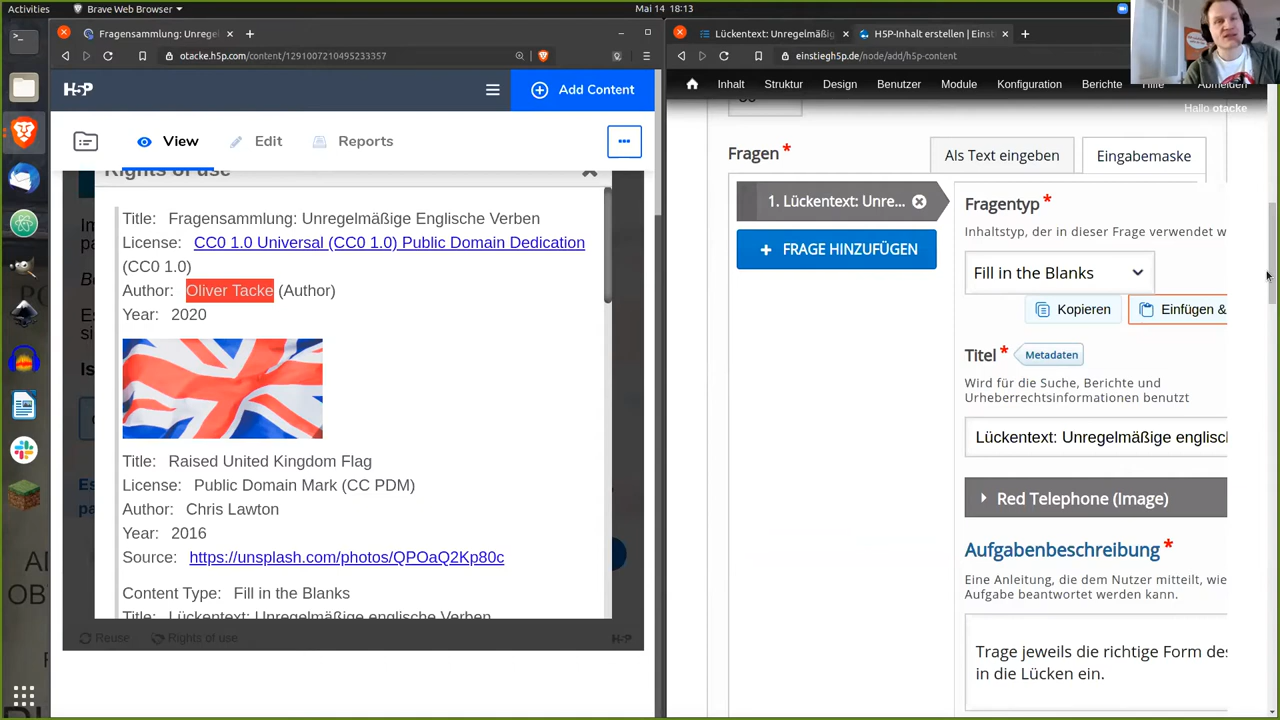 Activities
Brave Web Browser
Mai 14 18:13
Fragensammlung: Unrege
otacke.h5p.com/content/1291007210495233357
H5P
Add Content
View
Edit
Reports
Rights of use
Title: Fragensammlung: Unregelmäßige Englische Verben
License: CC0 1.0 Universal (CC0 1.0) Public Domain Dedication
(CC0 1.0)
Author: Oliver Tacke (Author)
Year: 2020
Title: Raised United Kingdom Flag
License: Public Domain Mark (CC PDM)
Author: Chris Lawton
Year: 2016
Source: https://unsplash.com/photos/QPOaQ2Kp80c
Content Type: Fill in the Blanks
Title: Lückentext: Unregelmäßige englische Verben
Reuse
Rights of use
H5P
Lückentext: Unregelmäßig
H5P-Inhalt erstellen | Einst
einstiegh5p.de/node/add/h5p-content
Inhalt
Struktur
Design
Benutzer
Module
Konfiguration
Berichte
Hilfe
Abmelden
Hallo otacke
Fragen *
Als Text eingeben
Eingabemaske
1. Lückentext: Unre...
FRAGE HINZUFÜGEN
Fragentyp *
Inhaltstyp, der in dieser Frage verwendet w
Fill in the Blanks
Kopieren
Einfügen &
Titel *
Metadaten
Wird für die Suche, Berichte und
Urheberrechtsinformationen benutzt
Lückentext: Unregelmäßige englisc
Red Telephone (Image)
Aufgabenbeschreibung *
Eine Anleitung, die dem Nutzer mitteilt, wie
Aufgabe beantwortet werden kann.
Trage jeweils die richtige Form des
in die Lücken ein.